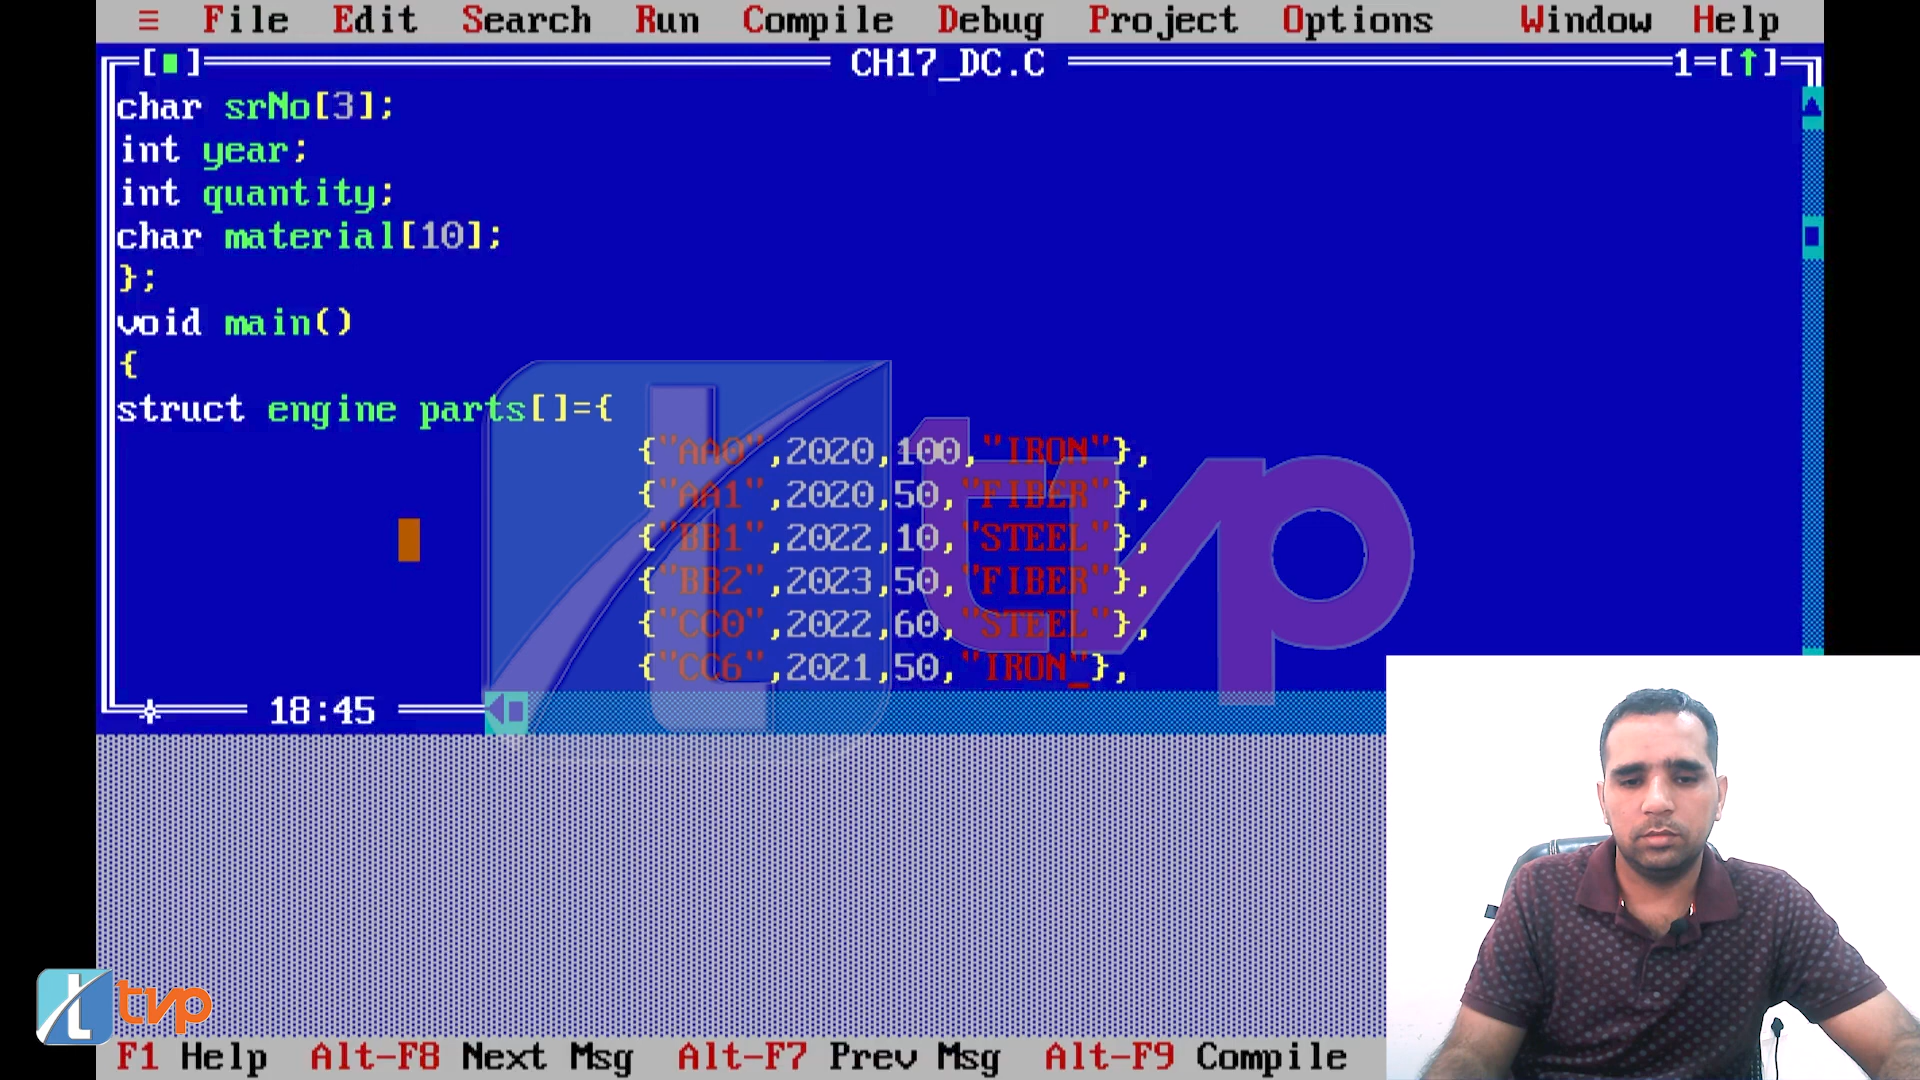 ≡ File Edit Search Run Compile Debug Project Options Window Help
[■] CH17_DC.C 1=[↑]
char srNo[3];
int year;
int quantity;
char material[10];
};
void main()
{
struct engine parts[]={
{"AA0",2020,100,"IRON"},
{"AA1",2020,50,"FIBER"},
{"BB1",2022,10,"STEEL"},
{"BB2",2023,50,"FIBER"},
{"CC0",2022,60,"STEEL"},
{"CC6",2021,50,"IRON"},
18:45
tvp
tvp
F1 Help Alt-F8 Next Msg Alt-F7 Prev Msg Alt-F9 Compile